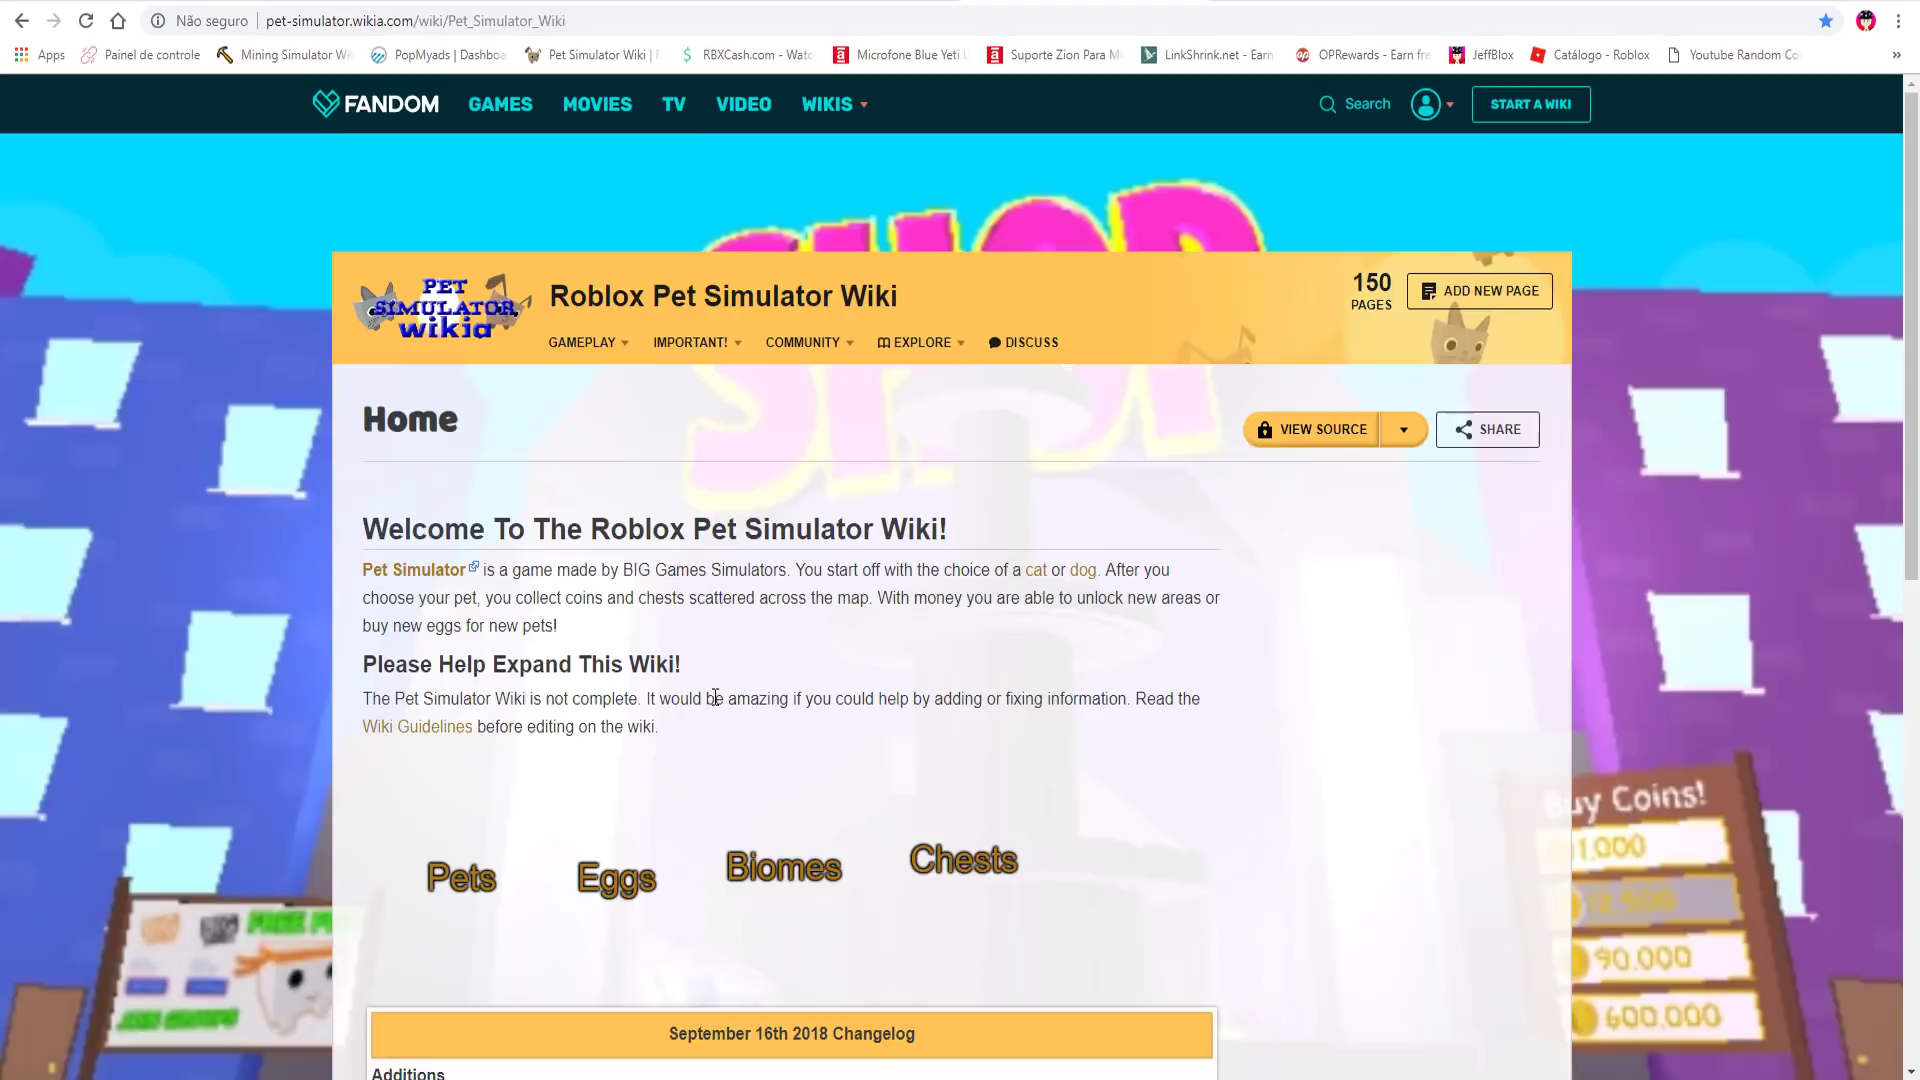 Não seguro
pet-simulator.wikia.com/wiki/Pet_Simulator_Wiki
Apps
Painel de controle
Mining Simulator Wi
PopMyads | Dashboa
Pet Simulator Wiki | F
RBXCash.com - Watc
Microfone Blue Yeti U
Suporte Zion Para Mi
LinkShrink.net - Earn
OPRewards - Earn fre
JeffBlox
Catálogo - Roblox
Youtube Random Co
FANDOM
GAMES
MOVIES
TV
VIDEO
WIKIS
Search
START A WIKI
SHOP
PET
SIMULATOR
wikia
Roblox Pet Simulator Wiki
150
PAGES
ADD NEW PAGE
GAMEPLAY
IMPORTANT!
COMMUNITY
EXPLORE
DISCUSS
Home
VIEW SOURCE
SHARE
Welcome To The Roblox Pet Simulator Wiki!
Pet Simulator is a game made by BIG Games Simulators. You start off with the choice of a cat or dog. After you
choose your pet, you collect coins and chests scattered across the map. With money you are able to unlock new areas or
buy new eggs for new pets!
Please Help Expand This Wiki!
The Pet Simulator Wiki is not complete. It would be amazing if you could help by adding or fixing information. Read the
Wiki Guidelines before editing on the wiki.
Pets
Eggs
Biomes
Chests
Buy Coins!
1,000
12,500
90,000
600,000
FREE
September 16th 2018 Changelog
Additions